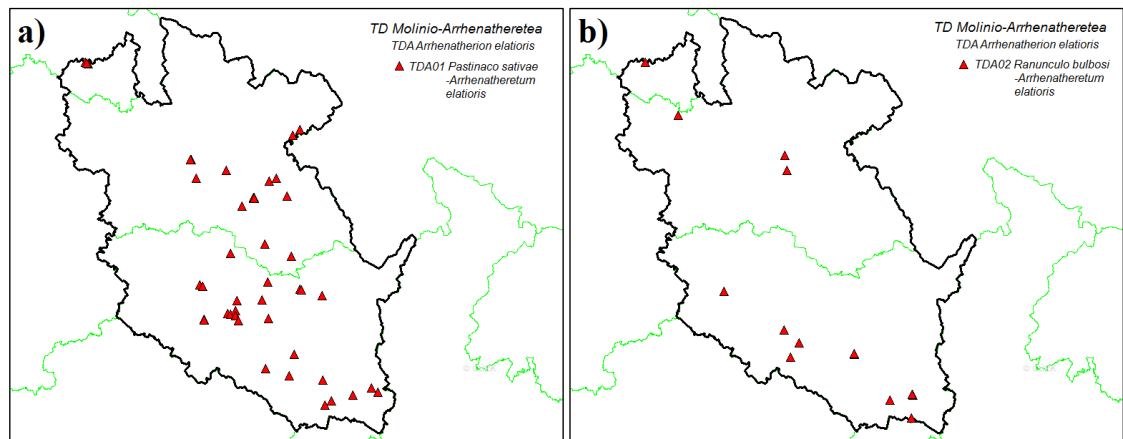 a)
TD Molinio-Arrhenatheretea
TDA Arrhenatherion elatioris
TDA01 Pastinaco sativae
-Arrhenatheretum
elatioris
b)
TD Molinio-Arrhenatheretea
TDA Arrhenatherion elatioris
TDA02 Ranunculo bulbosi
-Arrhenatheretum
elatioris